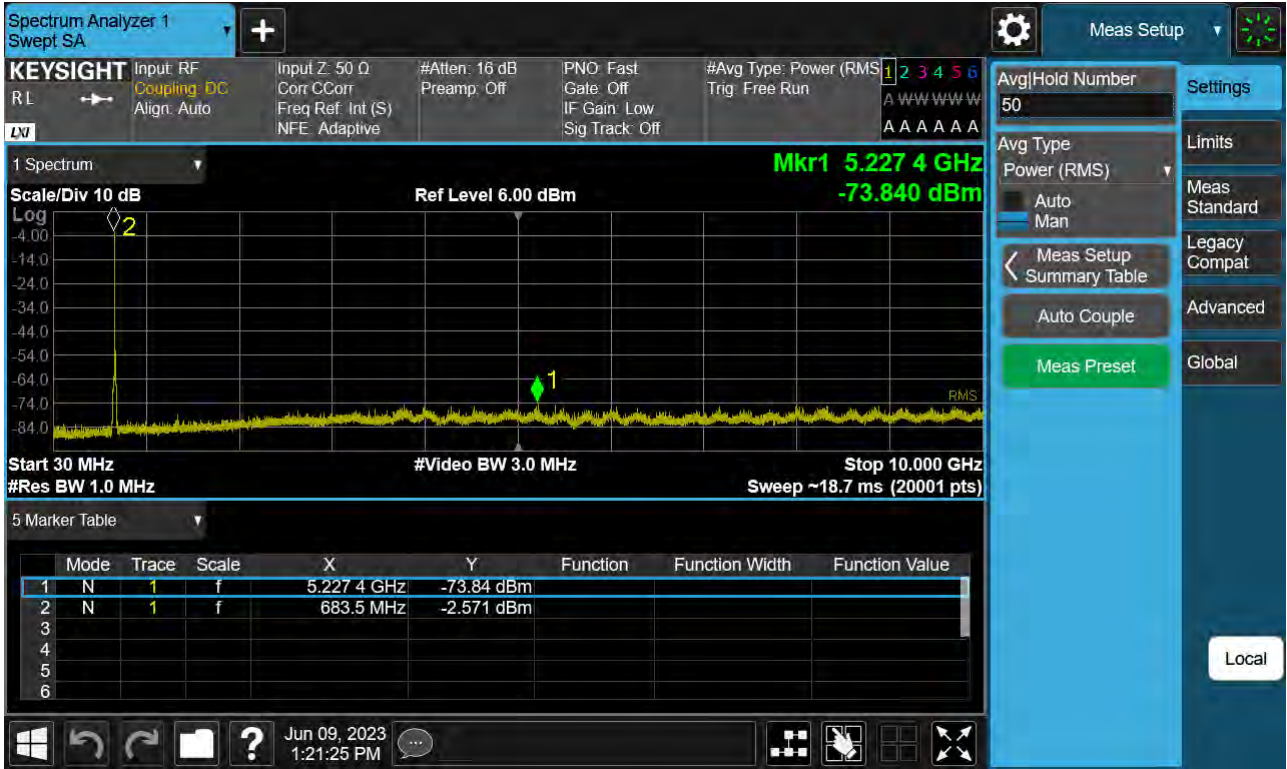 Spectrum Analyzer 1
Swept SA
+
Meas Setup
KEYSIGHT
RL
LXI
Input: RF
Coupling: DC
Align: Auto
Input Z: 50 Ω
Corr CCorr
Freq Ref: Int (S)
NFE: Adaptive
#Atten: 16 dB
Preamp: Off
PNO: Fast
Gate: Off
IF Gain: Low
Sig Track: Off
#Avg Type: Power (RMS)
Trig: Free Run
1 2 3 4 5 6
A W W W W W
A A A A A A
1 Spectrum
Mkr1 5.227 4 GHz
Scale/Div 10 dB
Ref Level 6.00 dBm
-73.840 dBm
Log
2
-4.00
-14.0
-24.0
-34.0
-44.0
-54.0
-64.0
1
-74.0
RMS
-84.0
Start 30 MHz
#Video BW 3.0 MHz
Stop 10.000 GHz
#Res BW 1.0 MHz
Sweep ~18.7 ms (20001 pts)
5 Marker Table
Mode Trace Scale X Y Function Function Width Function Value
1 N 1 f 5.227 4 GHz -73.84 dBm
2 N 1 f 683.5 MHz -2.571 dBm
3
4
5
6
Jun 09, 2023
1:21:25 PM
?
Avg|Hold Number
50
Avg Type
Power (RMS)
Auto
Man
Meas Setup
Summary Table
Auto Couple
Meas Preset
Settings
Limits
Meas
Standard
Legacy
Compat
Advanced
Global
Local